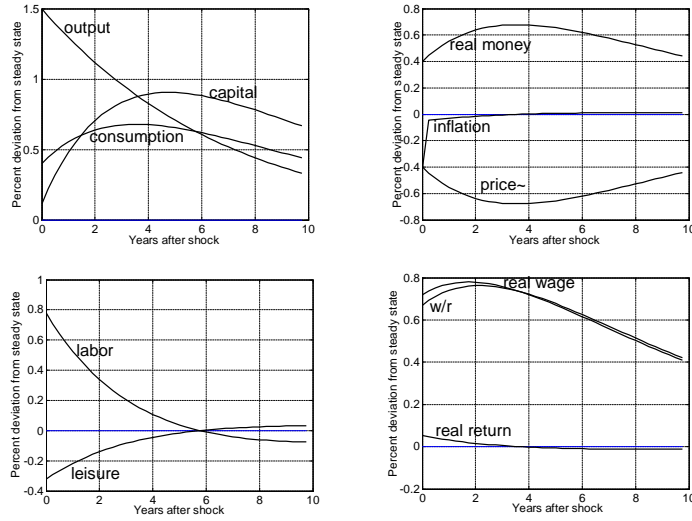 output
capital
consumption
1.5
1
0.5
0
0 2 4 6 8 10
Years after shock
Percent deviation from steady state
real money
inflation
price~
0.8
0.6
0.4
0.2
0
-0.2
-0.4
-0.6
-0.8
0 2 4 6 8 10
Years after shock
Percent deviation from steady state
labor
leisure
1
0.8
0.6
0.4
0.2
0
-0.2
-0.4
0 2 4 6 8 10
Years after shock
Percent deviation from steady state
real wage
w/r
real return
0.8
0.6
0.4
0.2
0
-0.2
0 2 4 6 8 10
Years after shock
Percent deviation from steady state